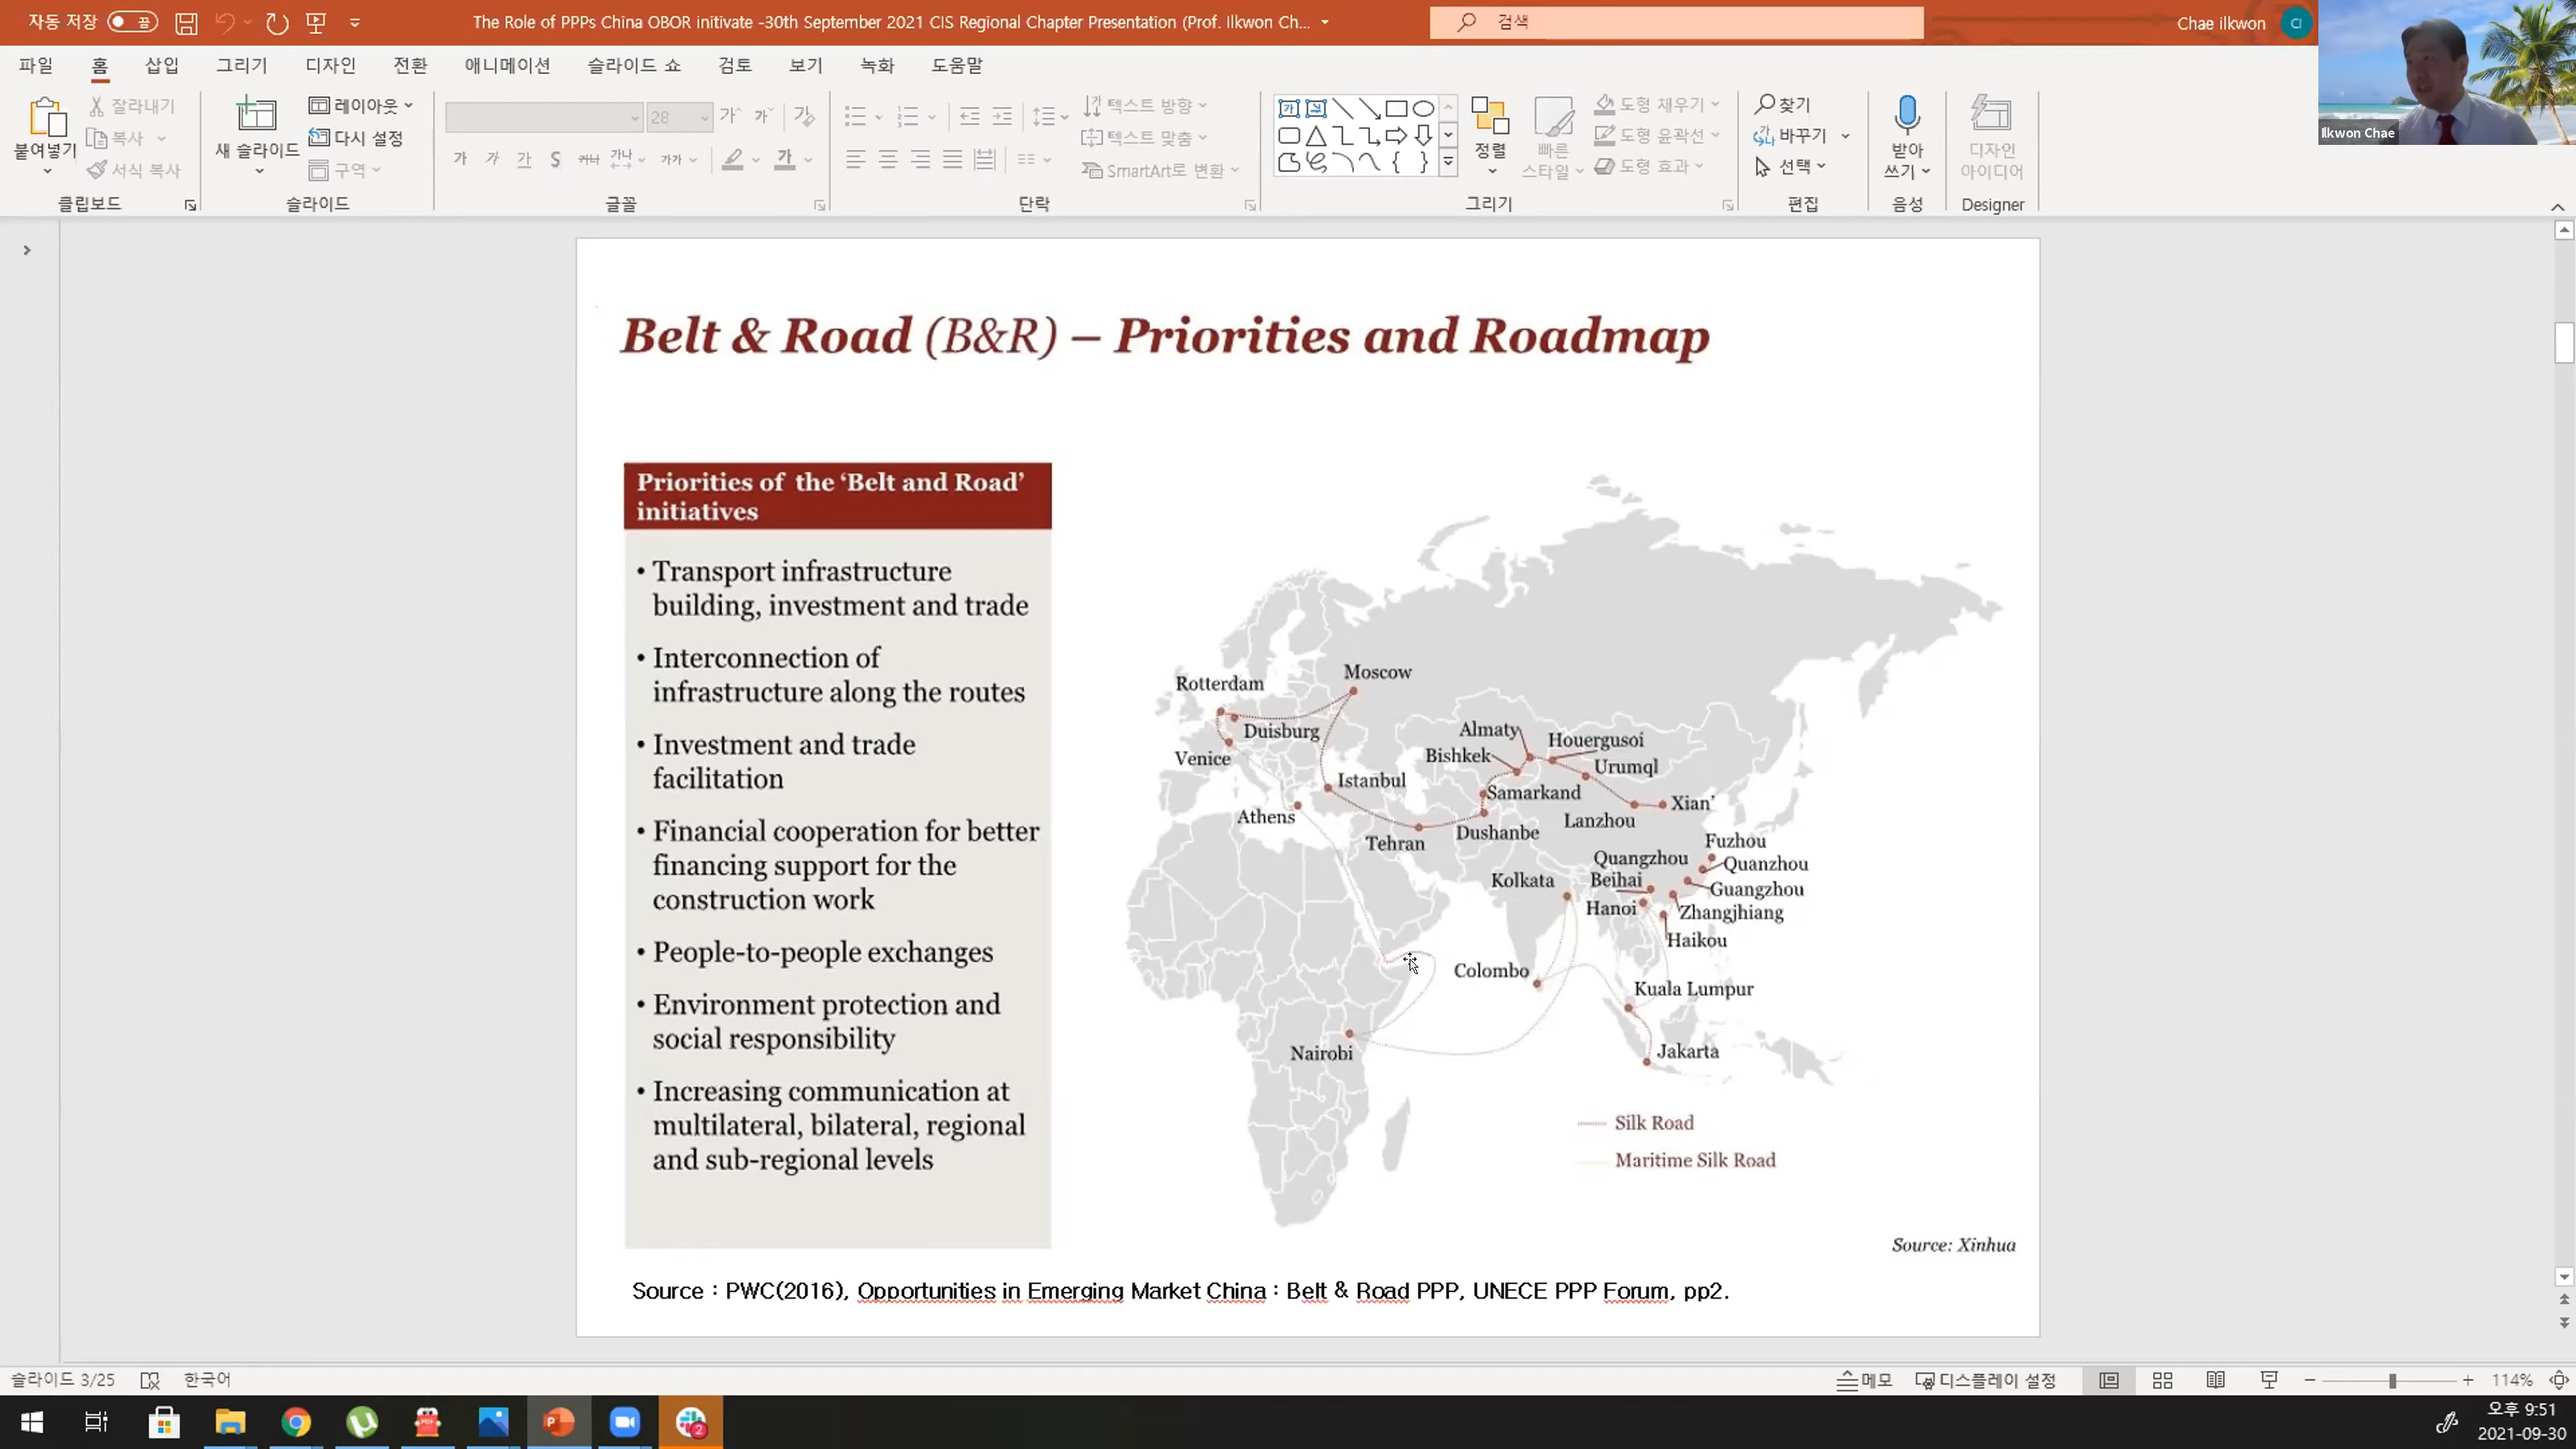 자동 저장 끔
The Role of PPPs China OBOR initivate -30th September 2021 CIS Regional Chapter Presentation (Prof. Ilkwon Ch...
검색
Chae ilkwon CI
파일 홈 삽입 그리기 디자인 전환 애니메이션 슬라이드 쇼 검토 보기 녹화 도움말
Ilkwon Chae
붙여넣기
잘라내기
복사
서식 복사
클립보드
새 슬라이드
레이아웃
다시 설정
구역
슬라이드
28
가 가 가 S 가나 가가 가
글꼴
텍스트 방향
텍스트 맞춤
SmartArt로 변환
단락
정렬
빠른
스타일
도형 채우기
도형 윤곽선
도형 효과
그리기
찾기
바꾸기
선택
편집
받아
쓰기
음성
디자인
아이디어
Designer
Belt & Road (B&R) – Priorities and Roadmap
Priorities of the ‘Belt and Road’
initiatives
• Transport infrastructure
building, investment and trade
• Interconnection of
infrastructure along the routes
• Investment and trade
facilitation
• Financial cooperation for better
financing support for the
construction work
• People-to-people exchanges
• Environment protection and
social responsibility
• Increasing communication at
multilateral, bilateral, regional
and sub-regional levels
Moscow
Rotterdam
Duisburg
Venice
Almaty
Houergusoi
Bishkek
Urumql
Istanbul
Samarkand
Xian’
Athens
Lanzhou
Dushanbe
Tehran
Fuzhou
Quangzhou
Quanzhou
Kolkata
Beihai
Guangzhou
Hanoi
Zhangjhiang
Haikou
Colombo
Kuala Lumpur
Nairobi
Jakarta
Silk Road
Maritime Silk Road
Source: Xinhua
Source : PWC(2016), Opportunities in Emerging Market China : Belt & Road PPP, UNECE PPP Forum, pp2.
슬라이드 3/25 한국어
메모 디스플레이 설정 114%
PDF
2
오후 9:51
2021-09-30